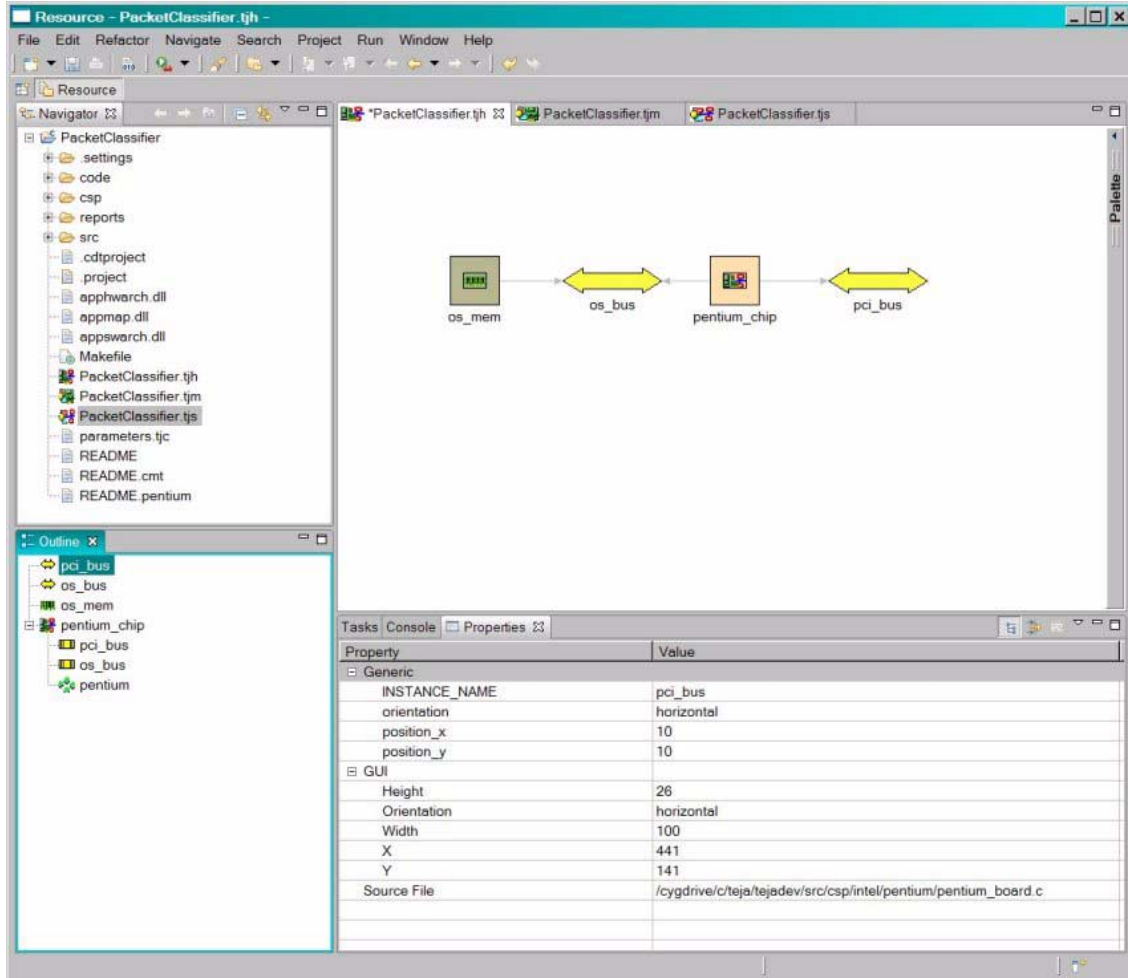 Resource - PacketClassifier.tjh -
File Edit Refactor Navigate Search Project Run Window Help
Resource
Navigator
PacketClassifier
.settings
code
csp
reports
src
.cdtproject
.project
apphwarch.dll
appmap.dll
appswarch.dll
Makefile
PacketClassifier.tjh
PacketClassifier.tjm
PacketClassifier.tjs
parameters.tjc
README
README.cmt
README.pentium
*PacketClassifier.tjh PacketClassifier.tjm PacketClassifier.tjs
Palette
os_mem
os_bus
pentium_chip
pci_bus
Outline
pci_bus
os_bus
os_mem
pentium_chip
pci_bus
os_bus
pentium
Tasks Console Properties
Property Value
Generic
INSTANCE_NAME pci_bus
orientation horizontal
position_x 10
position_y 10
GUI
Height 26
Orientation horizontal
Width 100
X 441
Y 141
Source File /cygdrive/c/teja/tejadev/src/csp/intel/pentium/pentium_board.c